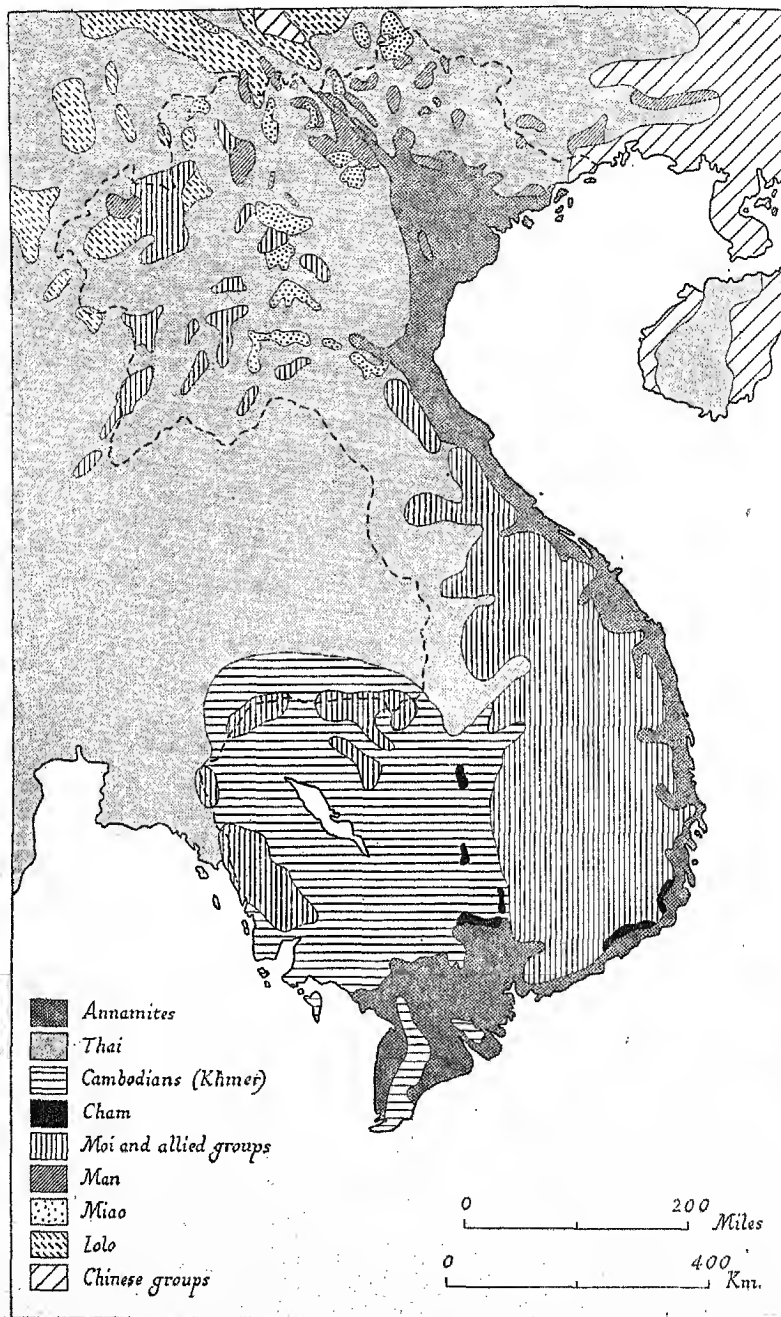 Annamites
Thai
Cambodians (Khmer)
Cham
Moi and allied groups
Man
Miao
Lolo
Chinese groups
0 200 Miles
0 400 Km.